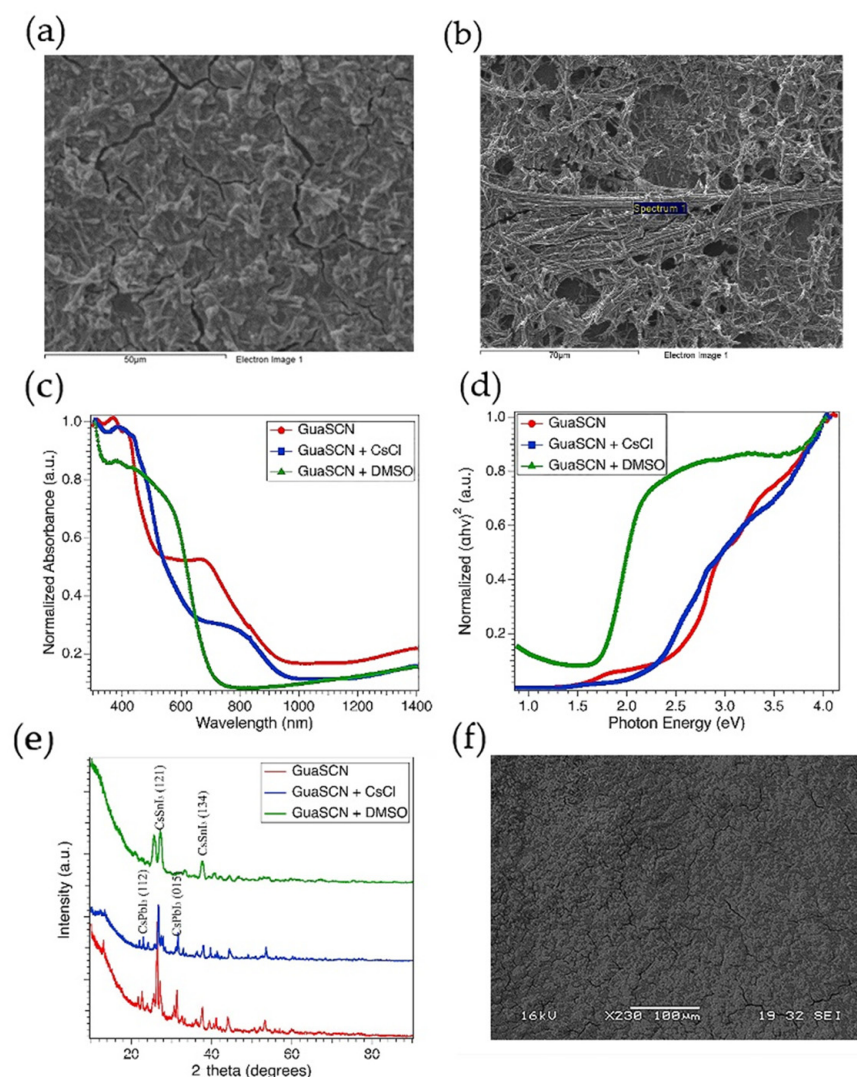 (a)
50μm
Electron Image 1
(b)
Spectrum 1
70μm
Electron Image 1
(c)
Normalized Absorbance (a.u.)
1.0
0.8
0.6
0.4
0.2
GuaSCN
GuaSCN + CsCl
GuaSCN + DMSO
400 600 800 1000 1200 1400
Wavelength (nm)
(d)
Normalized (αhν)²  (a.u.)
1.0
0.8
0.6
0.4
0.2
GuaSCN
GuaSCN + CsCl
GuaSCN + DMSO
1.0 1.5 2.0 2.5 3.0 3.5 4.0
Photon Energy (eV)
(e)
Intensity (a.u.)
GuaSCN
GuaSCN + CsCl
GuaSCN + DMSO
CsSnI₃ (121)
CsSnI₃ (134)
CsPbI₃ (112)
CsPbI₃ (015)
20 40 60 80
2 theta (degrees)
(f)
16kV X230 100μm 19 32 SEI